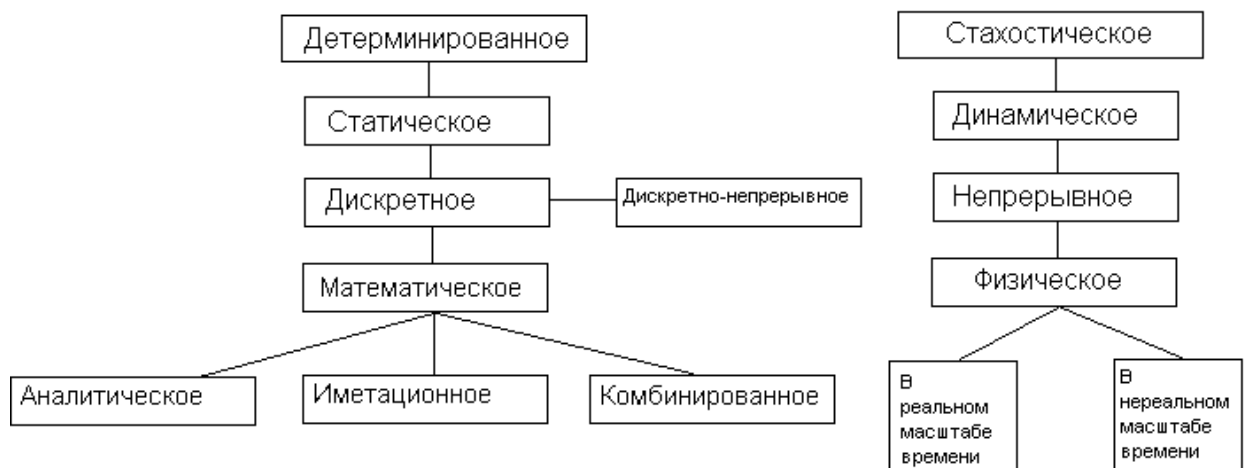 Детерминированное
Стахостическое
Статическое
Динамическое
Дискретное
Дискретно-непрерывное
Непрерывное
Математическое
Физическое
Аналитическое
Иметационное
Комбинированное
В
реальном
масштабе
времени
В
нереальном
масштабе
времени